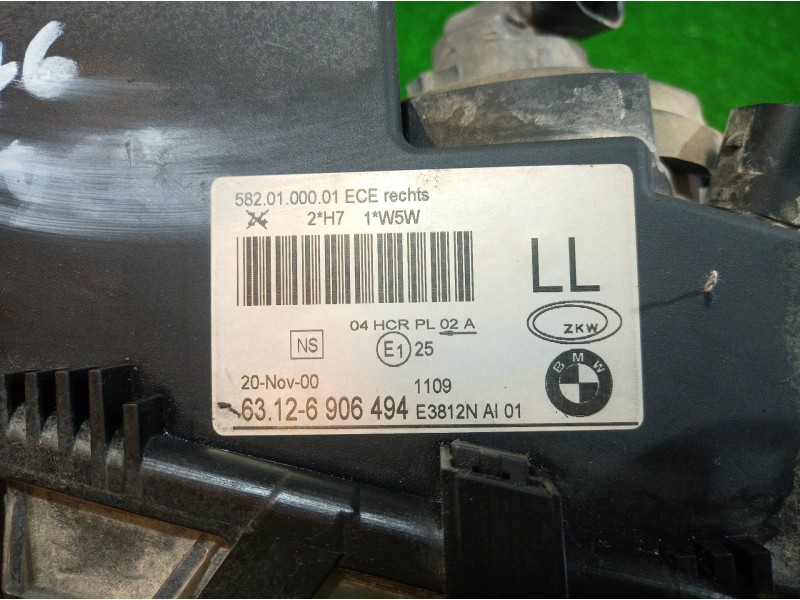 46
582.01.000.01 ECE rechts
2*H7 1*W5W
LL
ZKW
04 HCR PL 02 A
NS E1 25
BMW
20-Nov-00 1109
63.12-6 906 494 E3812N AI 01